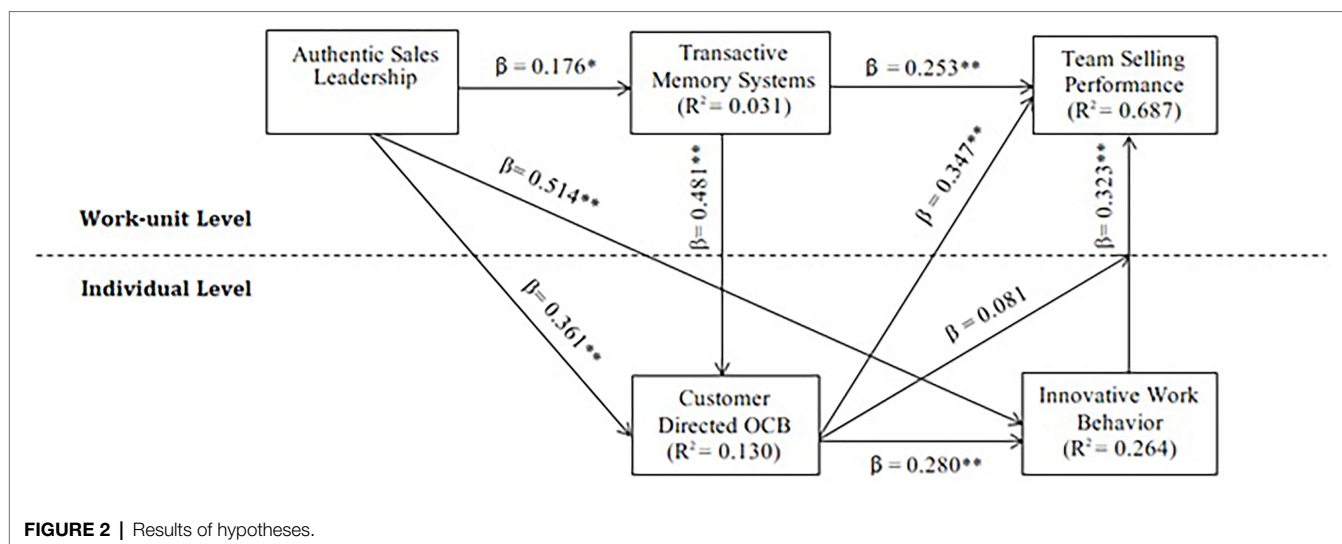 Authentic Sales
Leadership
β = 0.176*
Transactive
Memory Systems
(R² = 0.031)
β = 0.253**
Team Selling
Performance
(R² = 0.687)
β= 0.514**
β= 0.481**
β = 0.347**
β= 0.323**
Work-unit Level
Individual Level
β= 0.361**
β = 0.081
Customer
Directed OCB
(R² = 0.130)
β = 0.280**
Innovative Work
Behavior
(R² = 0.264)
FIGURE 2 | Results of hypotheses.